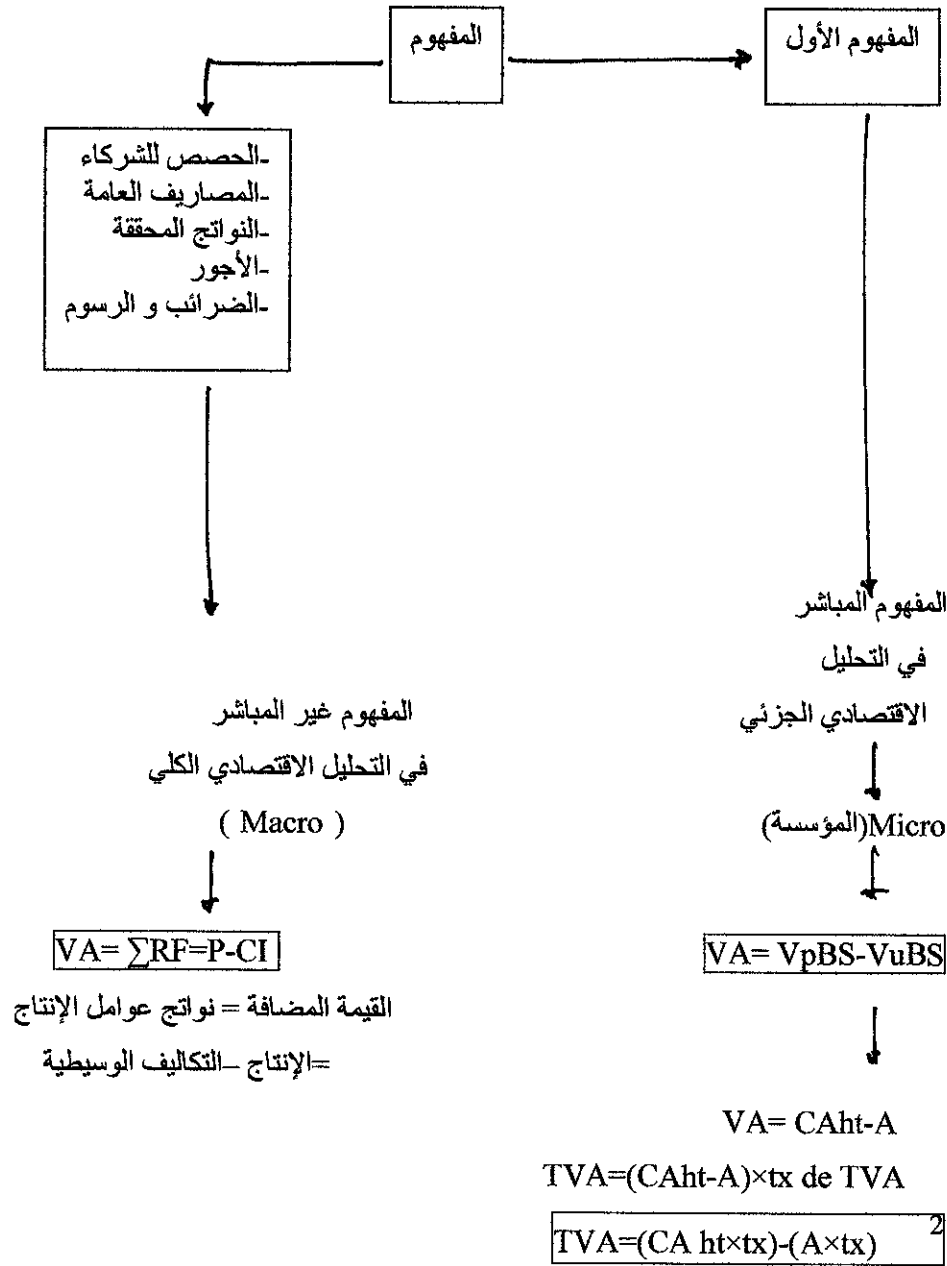 المفهوم الأول
المفهوم
-الحصص للشركاء
-المصاريف العامة
-النواتج المحققة
-الأجور
-الضرائب و الرسوم
المفهوم المباشر
في التحليل
الاقتصادي الجزئي
Micro(المؤسسة)
VA= VpBS-VuBS
VA= CAht-A
TVA=(CAht-A)×tx de TVA
TVA=(CA ht×tx)-(A×tx)
2
المفهوم غير المباشر
في التحليل الاقتصادي الكلي
( Macro )
VA= ∑RF=P-CI
القيمة المضافة = نواتج عوامل الإنتاج
=الإنتاج –التكاليف الوسيطية